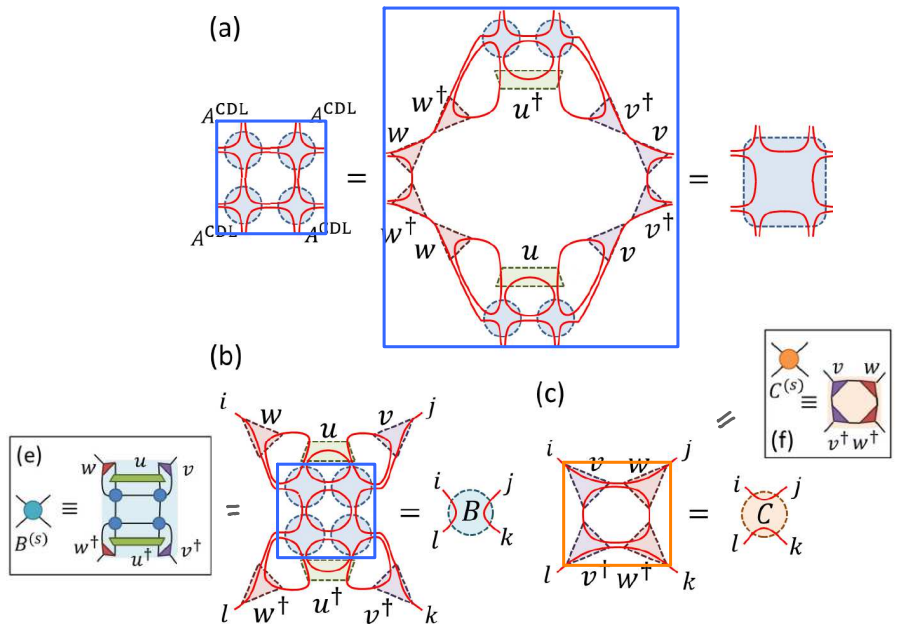 (a)
A^CDL A^CDL
A^CDL A^CDL
=
w† u† v†
w v
w† v†
w u v
=
(b)
i w u v j
l w† u† v† k
=
i j
B
l k
(c)
i v w j
l v† w† k
=
i j
C
l k
=
(e)
w u v
B^(s) ≡
w† u† v†
=
v w
C^(s) ≡
(f) v† w†